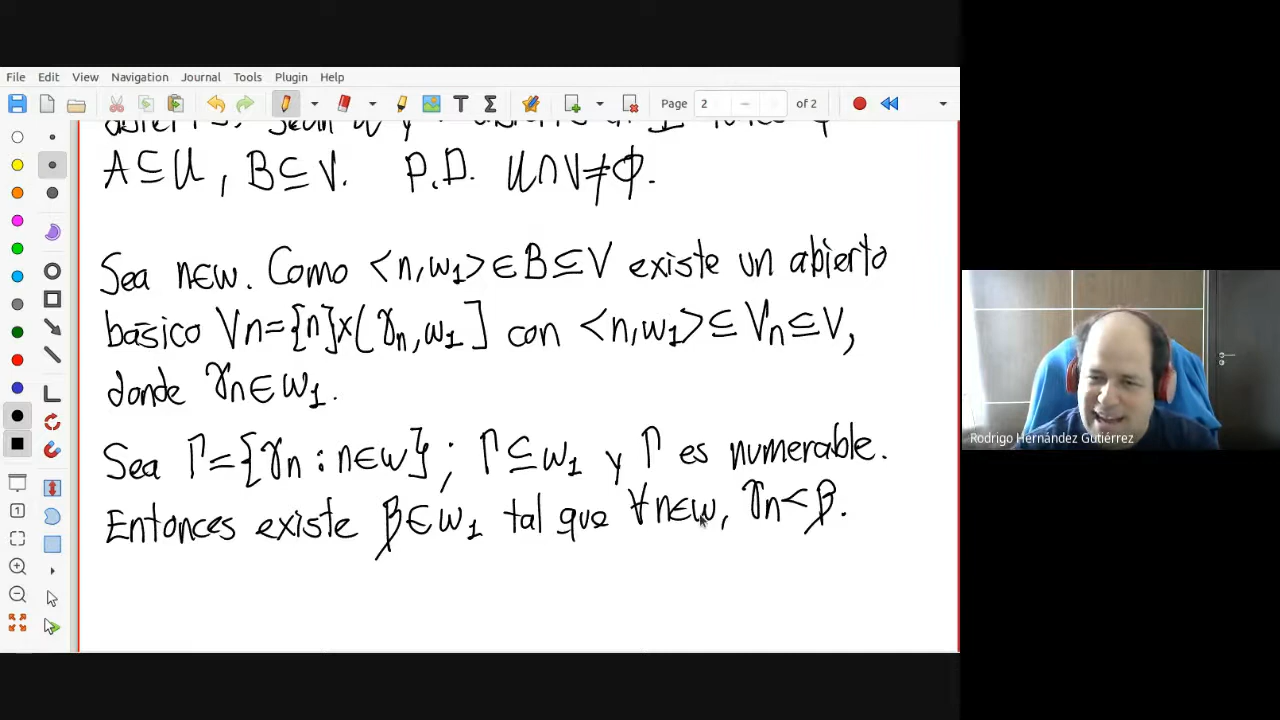 File Edit View Navigation Journal Tools Plugin Help
Page 2 of 2
A ⊆ U, B ⊆ V. P.D. U∩V≠∅.
Sea n∈ω. Como <n,ω1>∈B⊆V existe un abierto
básico Vn={n}x(γn,ω1] con <n,ω1>⊆Vn⊆V,
donde γn∈ω1.
Sea Γ={γn:n∈ω}; Γ⊆ω1 y Γ es numerable.
Entonces existe β∈ω1 tal que ∀n∈ω, γn<β.
Rodrigo Hernández Gutiérrez